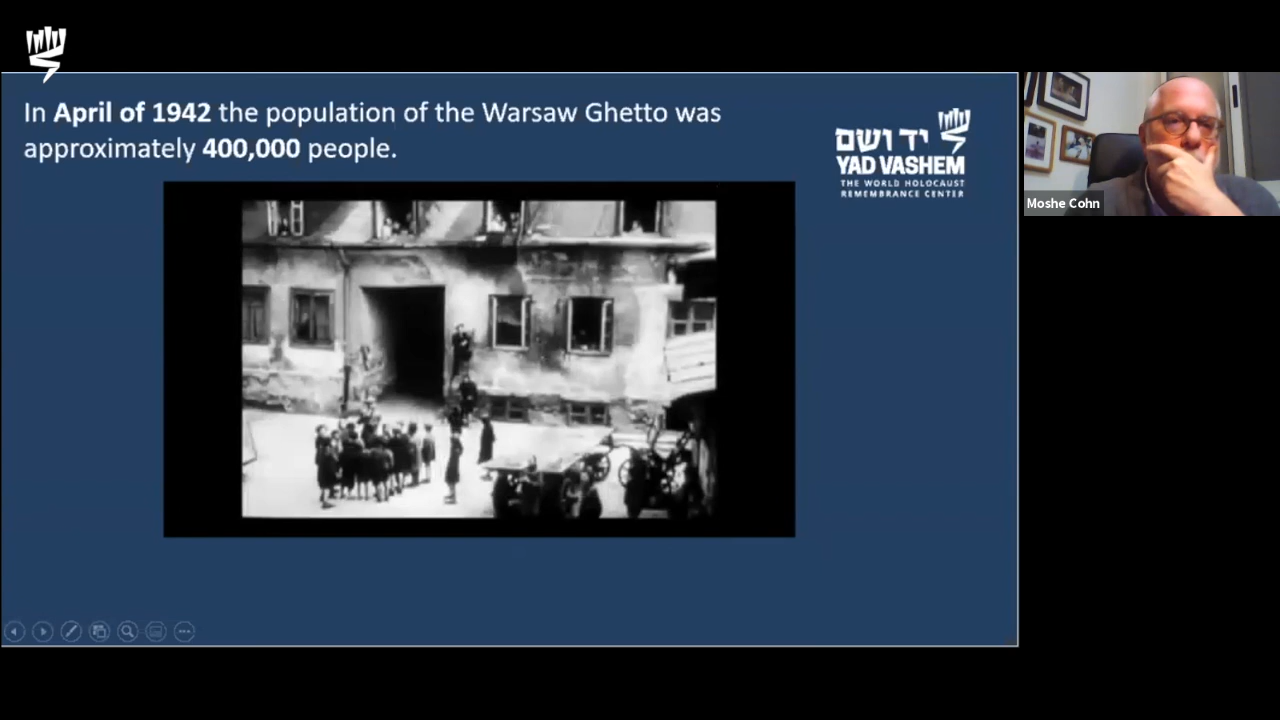 In April of 1942 the population of the Warsaw Ghetto was
approximately 400,000 people.
יד ושם
YAD VASHEM
THE WORLD HOLOCAUST
REMEMBRANCE CENTER
Moshe Cohn